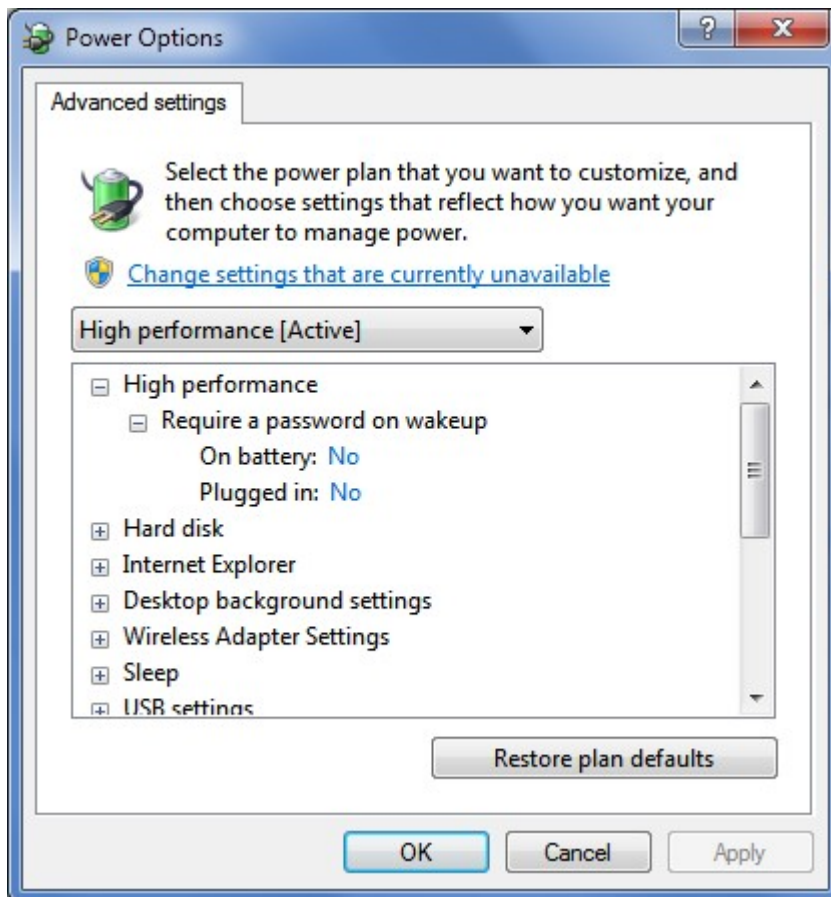 Power Options
Advanced settings
Select the power plan that you want to customize, and
then choose settings that reflect how you want your
computer to manage power.
Change settings that are currently unavailable
High performance [Active]
High performance
Require a password on wakeup
On battery: No
Plugged in: No
Hard disk
Internet Explorer
Desktop background settings
Wireless Adapter Settings
Sleep
USB settings
Restore plan defaults
OK Cancel Apply